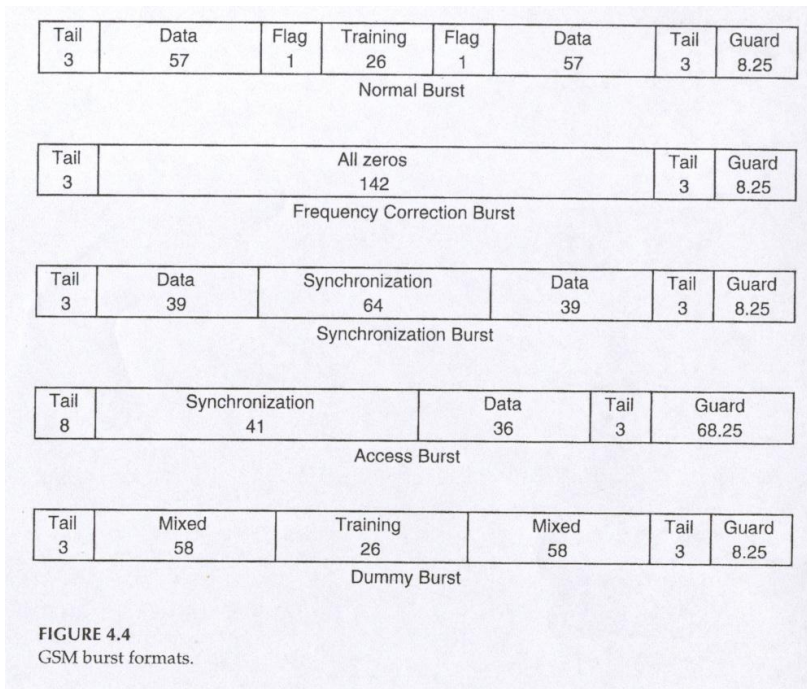 Tail Data Flag Training Flag Data Tail Guard
3 57 1 26 1 57 3 8.25
Normal Burst
Tail All zeros Tail Guard
3 142 3 8.25
Frequency Correction Burst
Tail Data Synchronization Data Tail Guard
3 39 64 39 3 8.25
Synchronization Burst
Tail Synchronization Data Tail Guard
8 41 36 3 68.25
Access Burst
Tail Mixed Training Mixed Tail Guard
3 58 26 58 3 8.25
Dummy Burst
FIGURE 4.4
GSM burst formats.